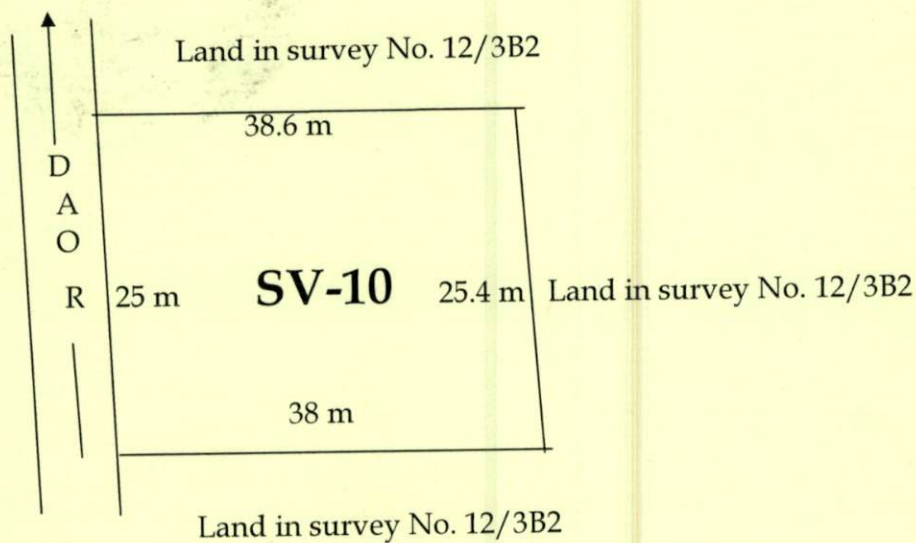 Land in survey No. 12/3B2
38.6 m
D
A
O
R
25 m
SV-10
25.4 m
Land in survey No. 12/3B2
38 m
Land in survey No. 12/3B2